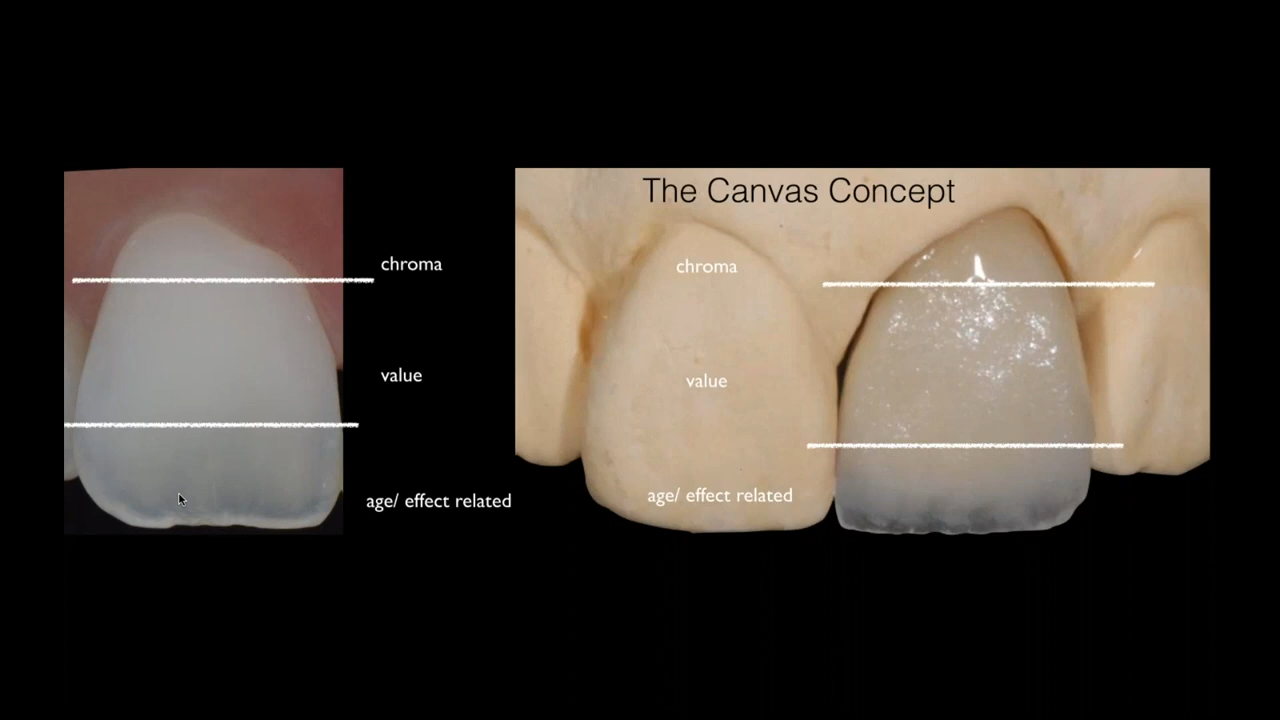 The Canvas Concept
chroma
value
age/ effect related
chroma
value
age/ effect related